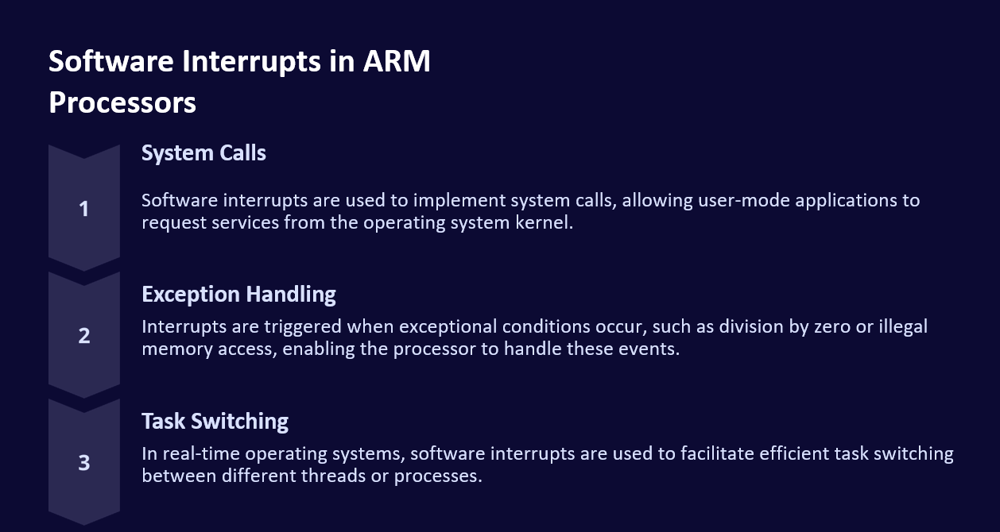 Software Interrupts in ARM
Processors
System Calls
1
Software interrupts are used to implement system calls, allowing user-mode applications to
request services from the operating system kernel.
Exception Handling
2
Interrupts are triggered when exceptional conditions occur, such as division by zero or illegal
memory access, enabling the processor to handle these events.
Task Switching
3
In real-time operating systems, software interrupts are used to facilitate efficient task switching
between different threads or processes.